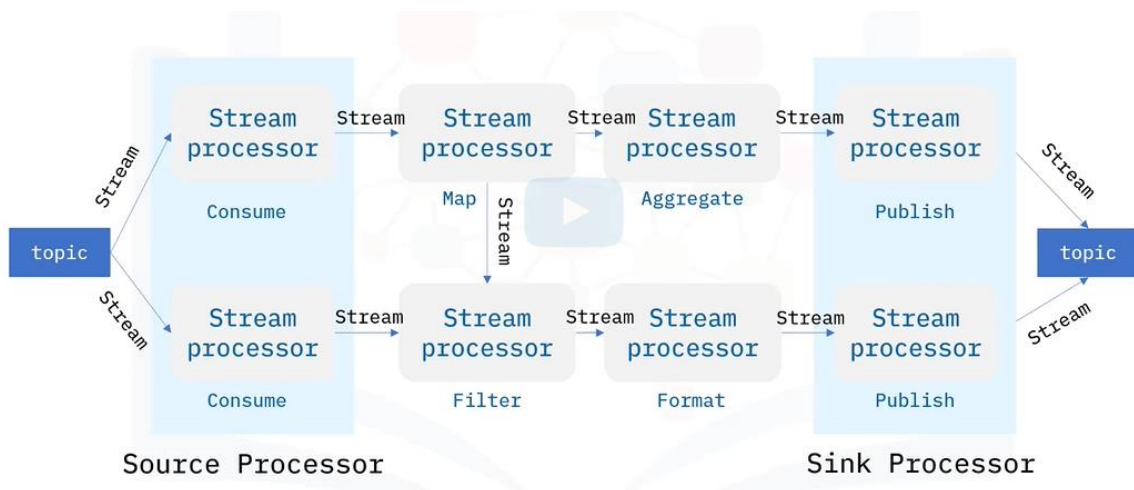 Stream
processor
Stream
Stream
processor
Stream
Stream
processor
Stream
Stream
processor
Stream
Stream
Consume
Map
Stream
Aggregate
Publish
topic
topic
Stream
Stream
processor
Stream
Stream
processor
Stream
Stream
processor
Stream
Stream
processor
Stream
Consume
Filter
Format
Publish
Source Processor
Sink Processor